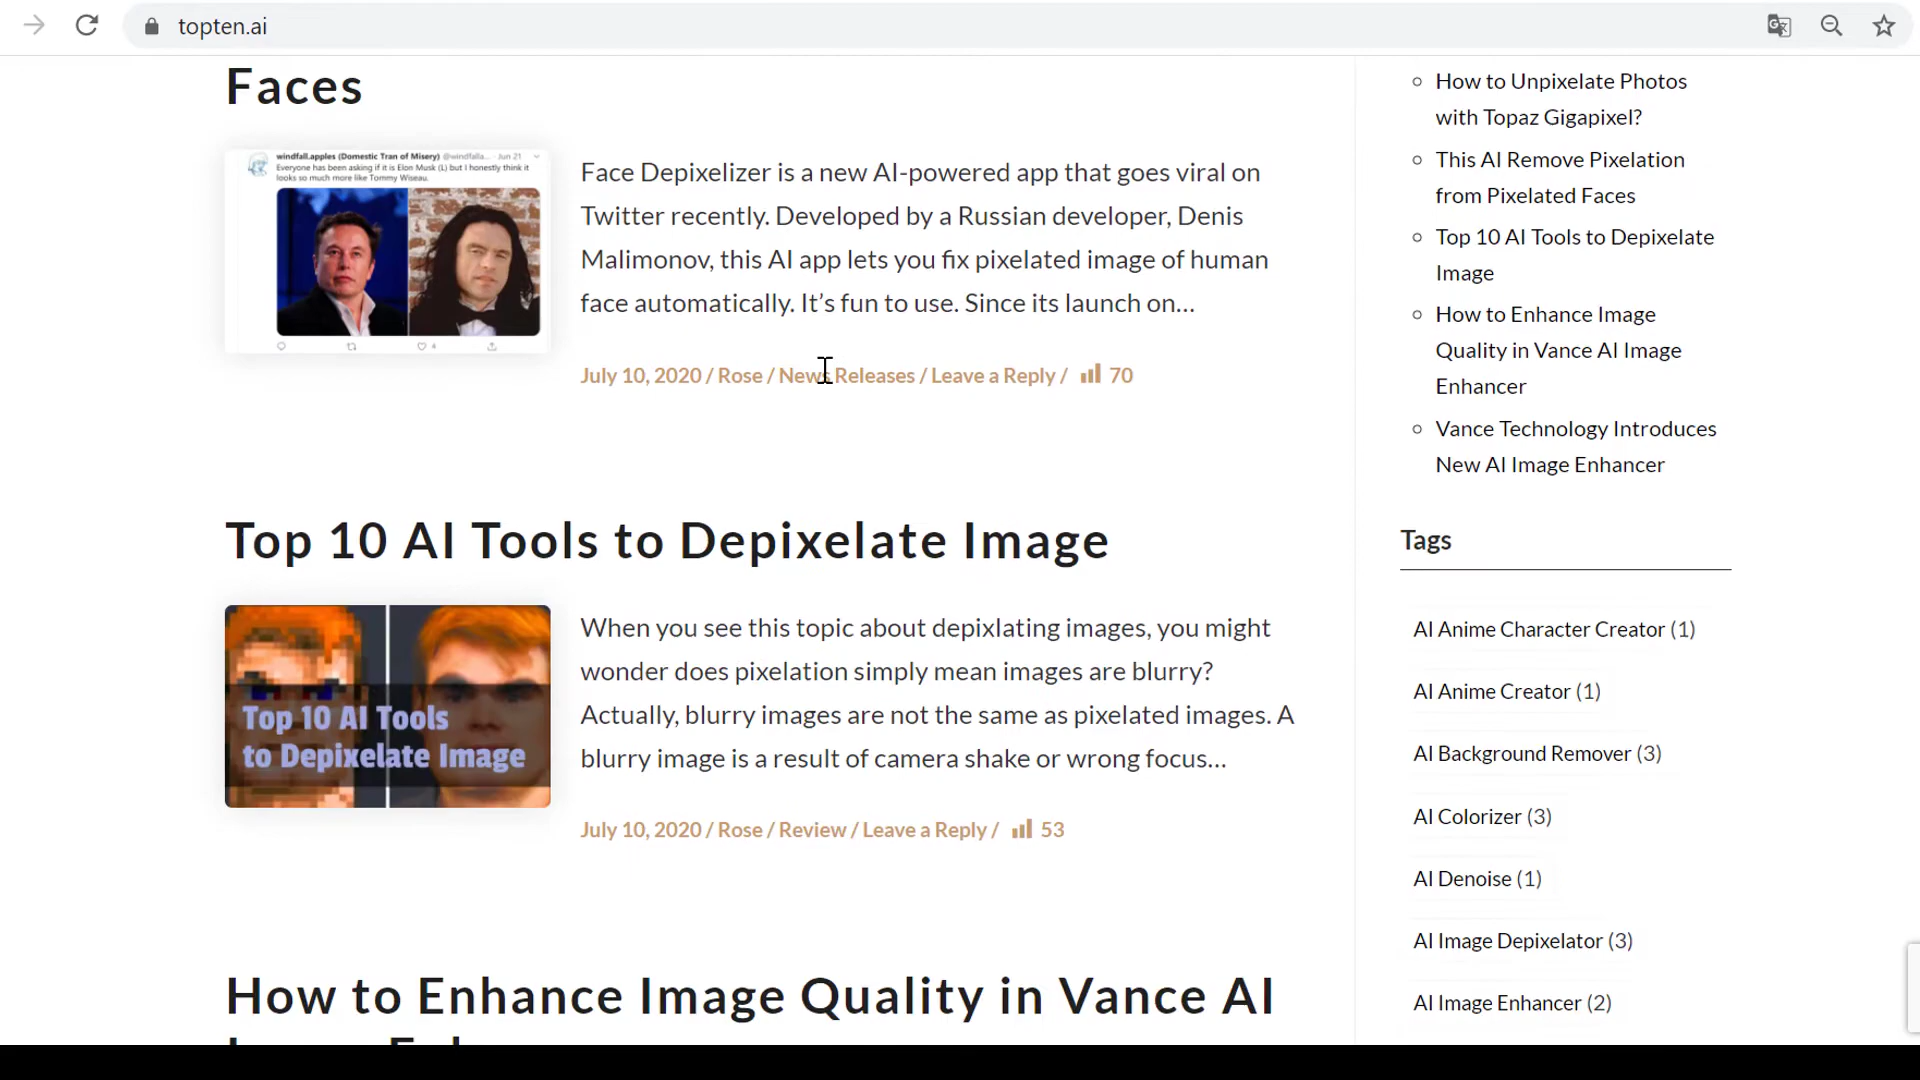 topten.ai
Faces
windfall.apples (Domestic Tran of Misery) @windfalla... · Jun 21
Everyone has been asking if it is Elon Musk (L) but I honestly think it
looks so much more like Tommy Wiseau.
4
Face Depixelizer is a new AI-powered app that goes viral on
Twitter recently. Developed by a Russian developer, Denis
Malimonov, this AI app lets you fix pixelated image of human
face automatically. It’s fun to use. Since its launch on...
July 10, 2020 / Rose / News Releases / Leave a Reply / 70
Top 10 AI Tools to Depixelate Image
Top 10 AI Tools
to Depixelate Image
When you see this topic about depixlating images, you might
wonder does pixelation simply mean images are blurry?
Actually, blurry images are not the same as pixelated images. A
blurry image is a result of camera shake or wrong focus...
July 10, 2020 / Rose / Review / Leave a Reply / 53
How to Enhance Image Quality in Vance AI
How to Unpixelate Photos
with Topaz Gigapixel?
This AI Remove Pixelation
from Pixelated Faces
Top 10 AI Tools to Depixelate
Image
How to Enhance Image
Quality in Vance AI Image
Enhancer
Vance Technology Introduces
New AI Image Enhancer
Tags
AI Anime Character Creator (1)
AI Anime Creator (1)
AI Background Remover (3)
AI Colorizer (3)
AI Denoise (1)
AI Image Depixelator (3)
AI Image Enhancer (2)